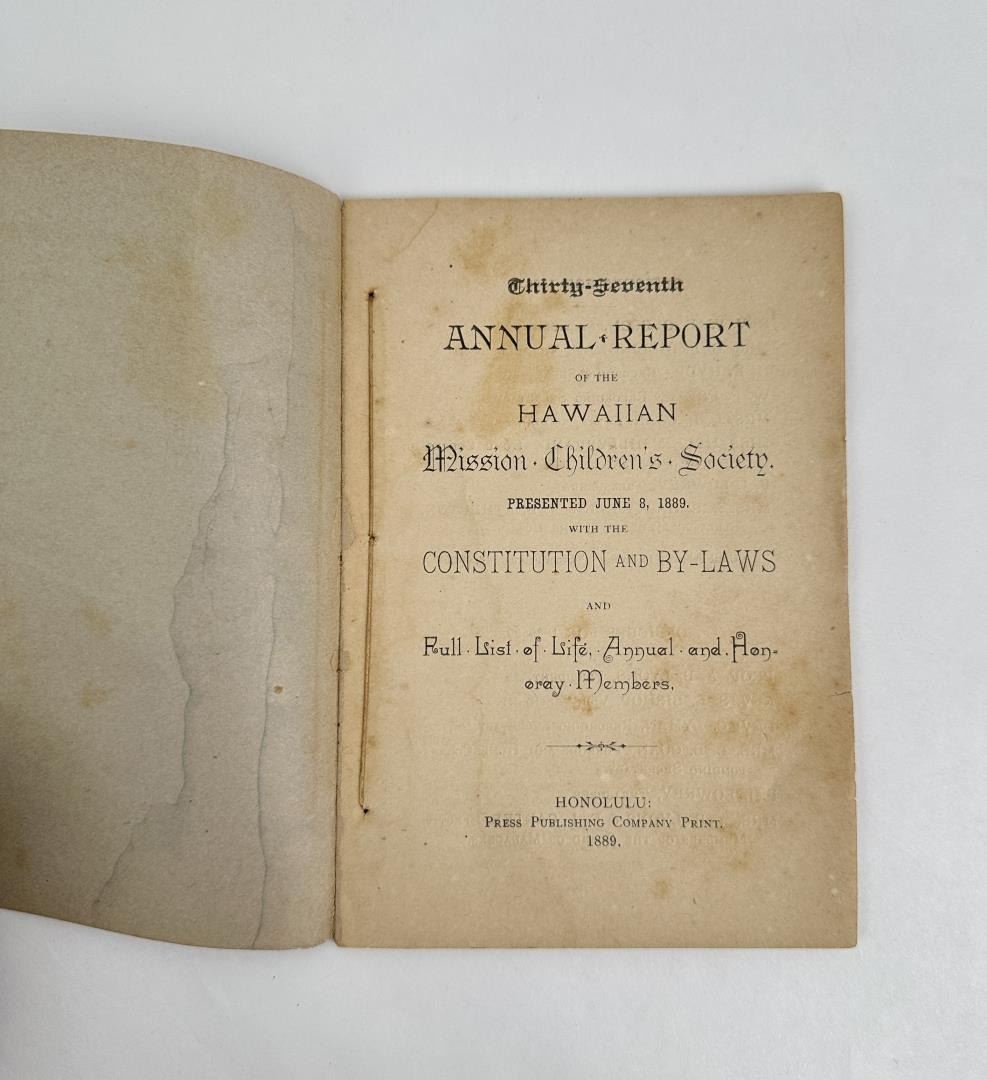 Thirty-Seventh
ANNUAL · REPORT
OF THE
HAWAIIAN
Mission · Children's · Society.
PRESENTED JUNE 8, 1889.
WITH THE
CONSTITUTION AND BY-LAWS
AND
Full · List · of · Life, · Annual · and · Hon-
oray · Members,
HONOLULU:
PRESS PUBLISHING COMPANY PRINT.
1889,